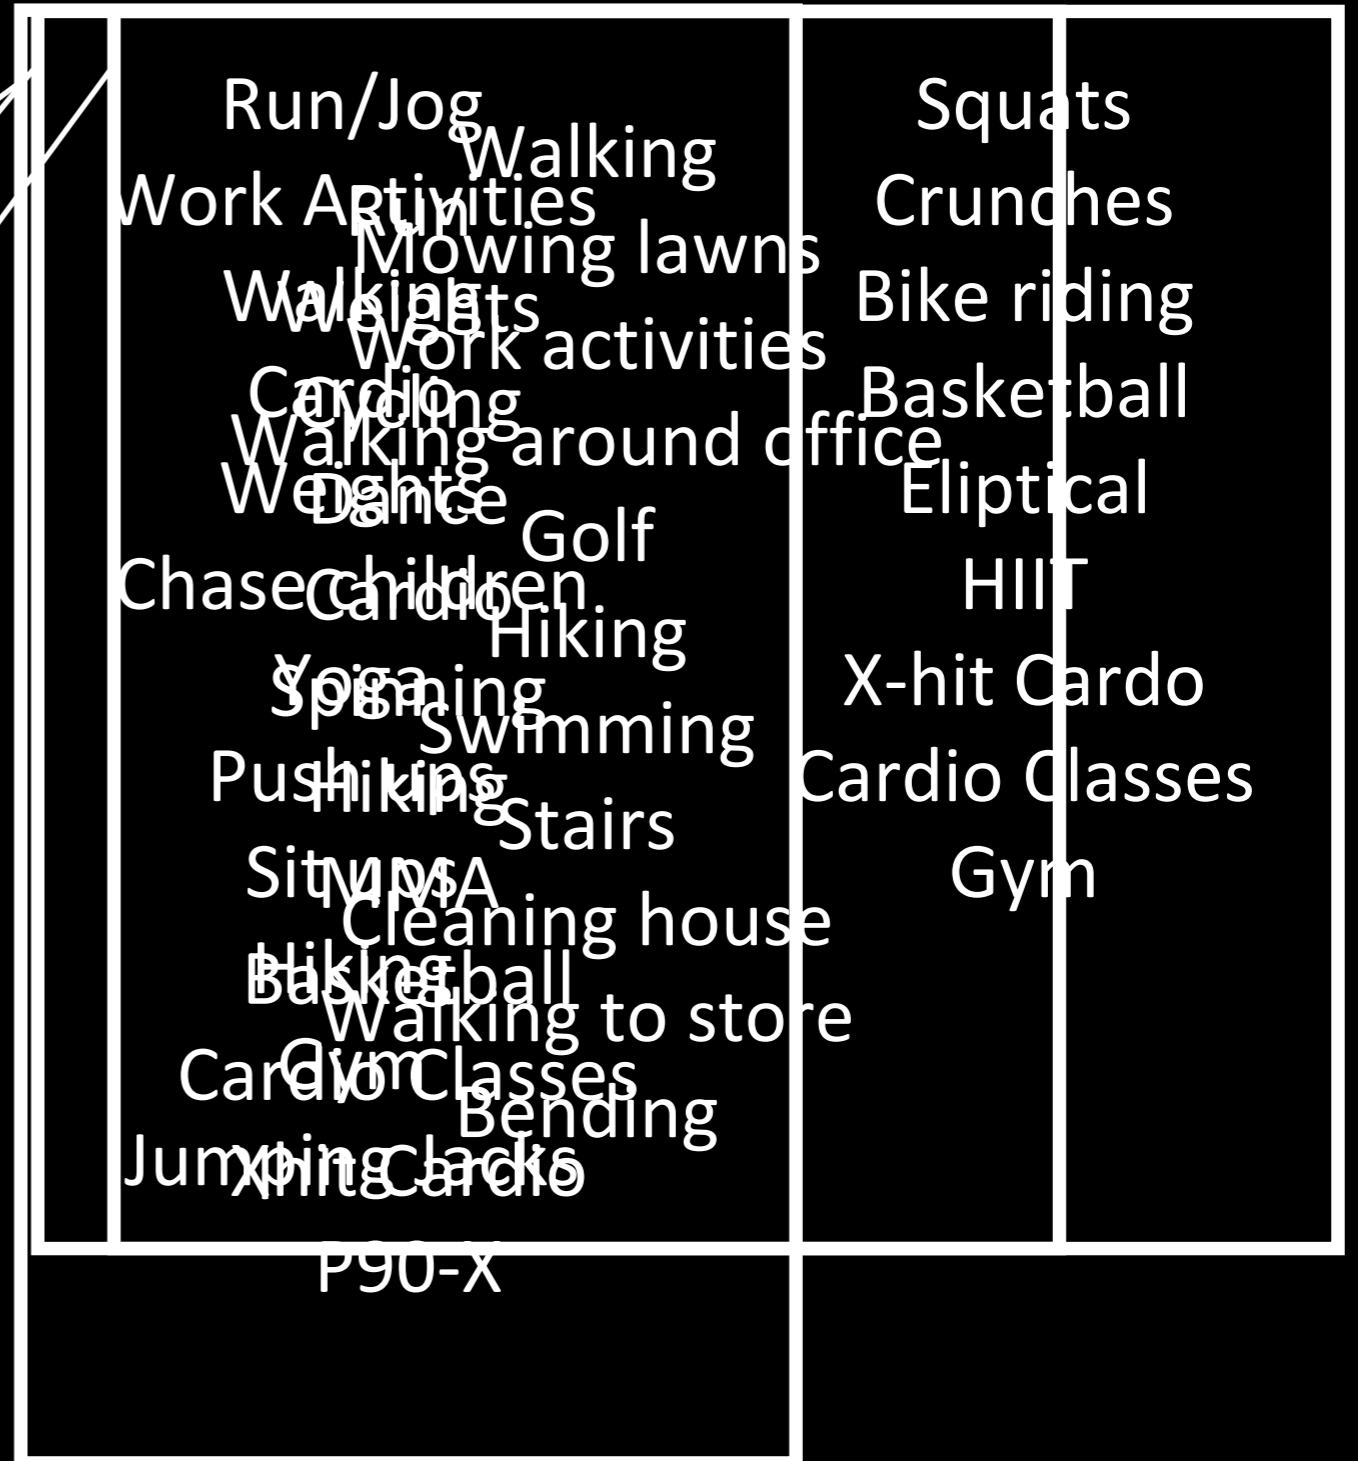 Run/Jog
Work Activities
Walking
Cardio
Weights
Chase children
Yoga
Push ups
Sit ups
Hiking
Gym
Jumping Jacks
Run
Weights
Cycling
Dance
Cardio
Spinning
Hiking
MMA
Basketball
Cardio Classes
Xhit Cardio
P90-X
Walking
Mowing lawns
Work activities
Walking around office
Golf
Hiking
Swimming
Stairs
Cleaning house
Walking to store
Bending
Squats
Crunches
Bike riding
Basketball
Eliptical
HIIT
X-hit Cardo
Cardio Classes
Gym